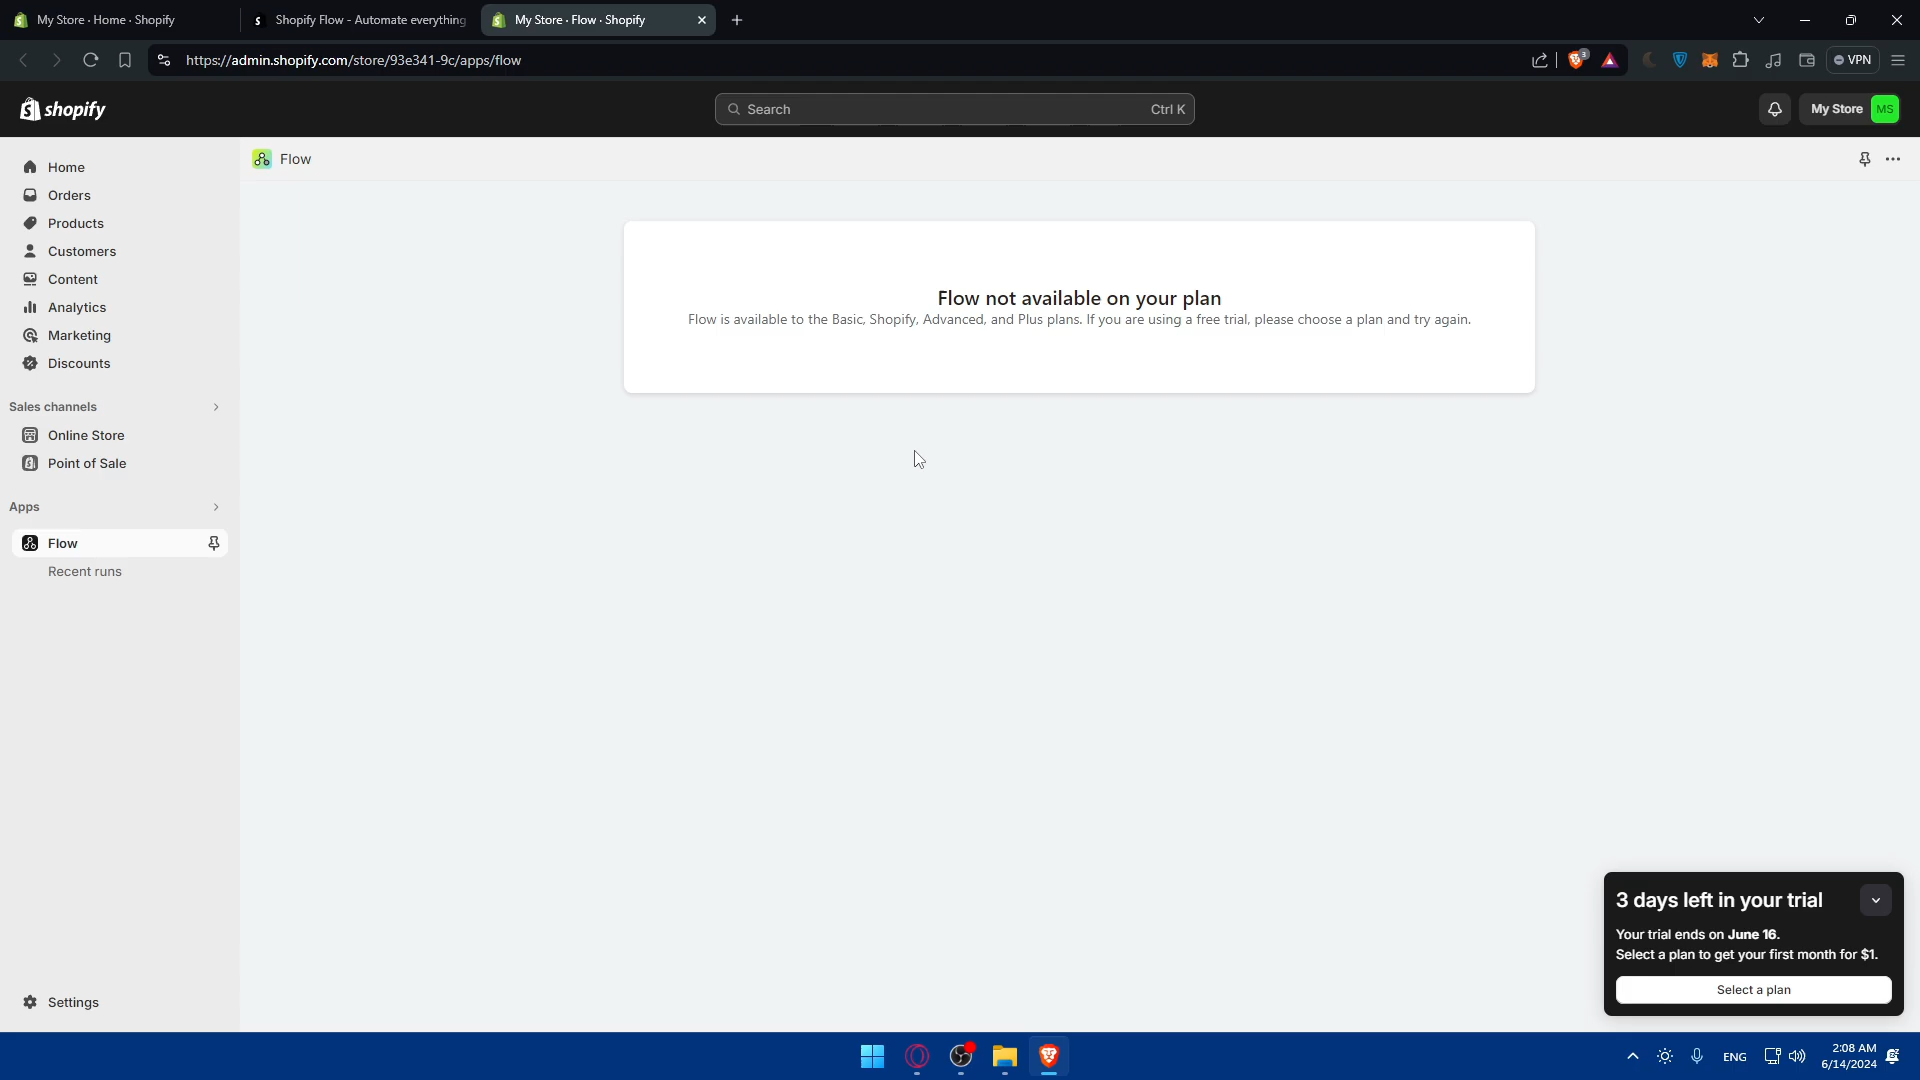 My Store · Home · Shopify
Shopify Flow - Automate everything
My Store · Flow · Shopify
https://admin.shopify.com/store/93e341-9c/apps/flow
3
VPN
shopify
Search
Ctrl K
My Store
MS
Flow
Home
Orders
Products
Customers
Content
Analytics
Marketing
Discounts
Sales channels
Online Store
Point of Sale
Apps
Flow
Recent runs
Settings
Flow not available on your plan
Flow is available to the Basic, Shopify, Advanced, and Plus plans. If you are using a free trial, please choose a plan and try again.
3 days left in your trial
Your trial ends on June 16.
Select a plan to get your first month for $1.
Select a plan
ENG
2:08 AM
6/14/2024